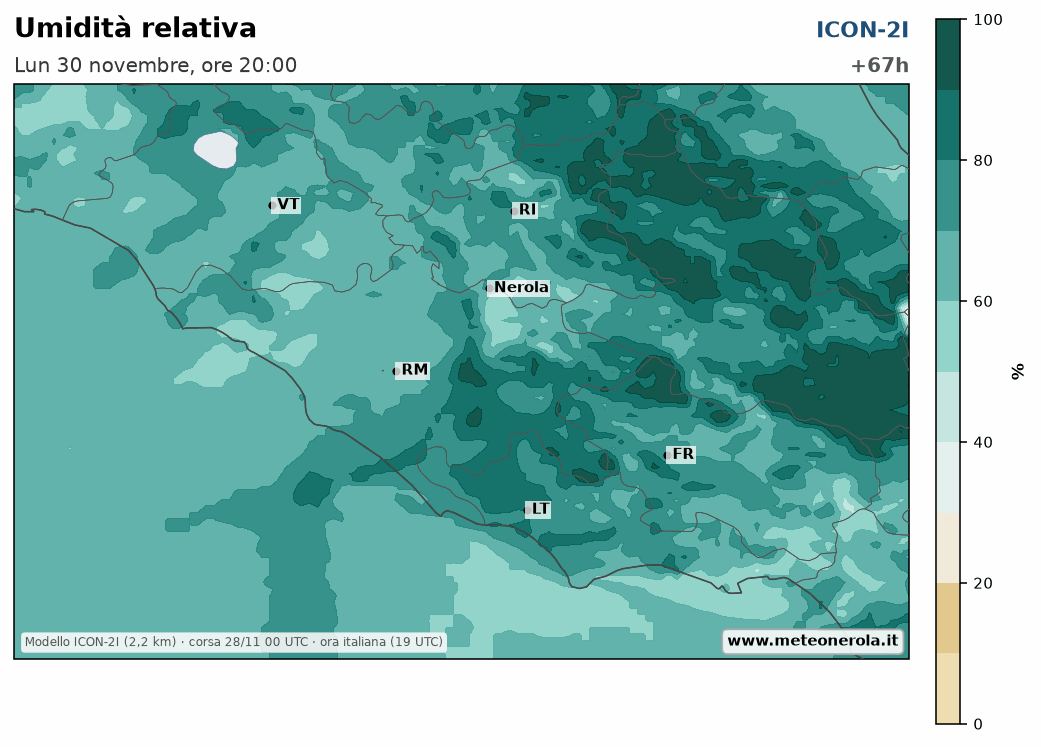 Umidità relativa
ICON-2I
Lun 30 novembre, ore 20:00
+67h
VT
RI
Nerola
RM
FR
LT
Modello ICON-2I (2,2 km) · corsa 28/11 00 UTC · ora italiana (19 UTC)
www.meteonerola.it
100
80
60
40
20
0
%